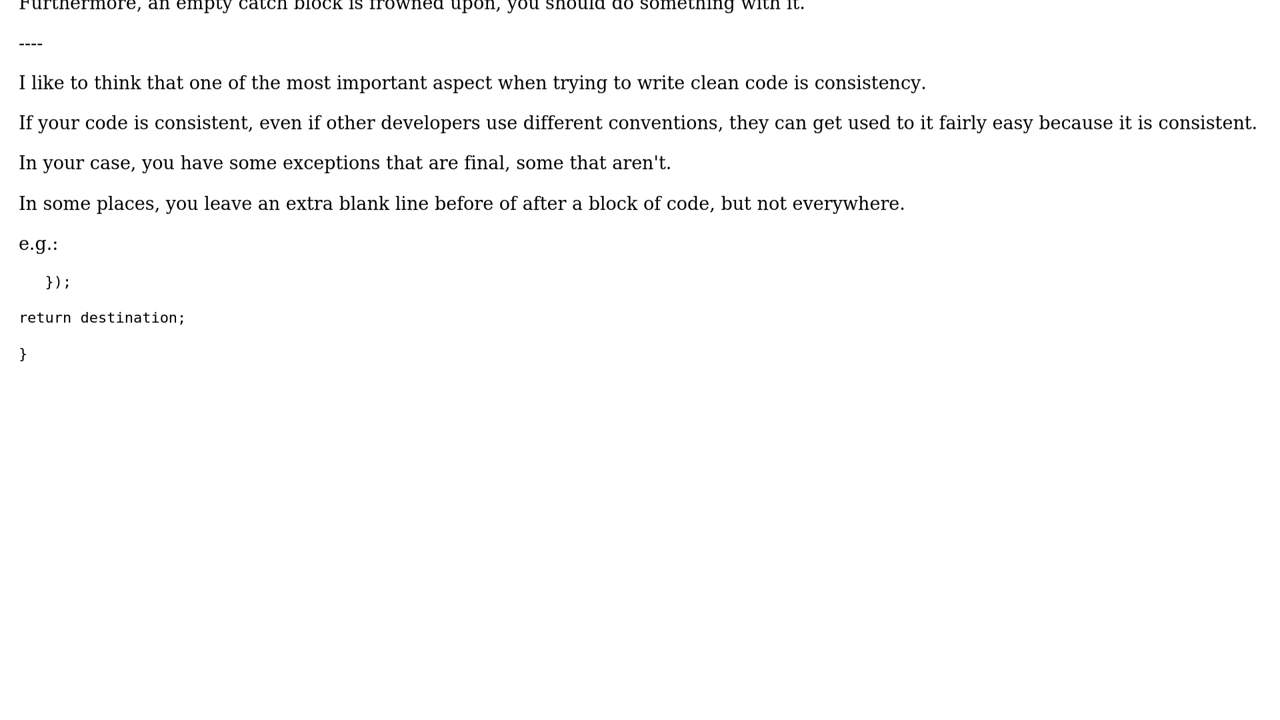 Furthermore, an empty catch block is frowned upon, you should do something with it.
----
I like to think that one of the most important aspect when trying to write clean code is consistency.
If your code is consistent, even if other developers use different conventions, they can get used to it fairly easy because it is consistent.
In your case, you have some exceptions that are final, some that aren't.
In some places, you leave an extra blank line before of after a block of code, but not everywhere.
e.g.:
});
return destination;
}